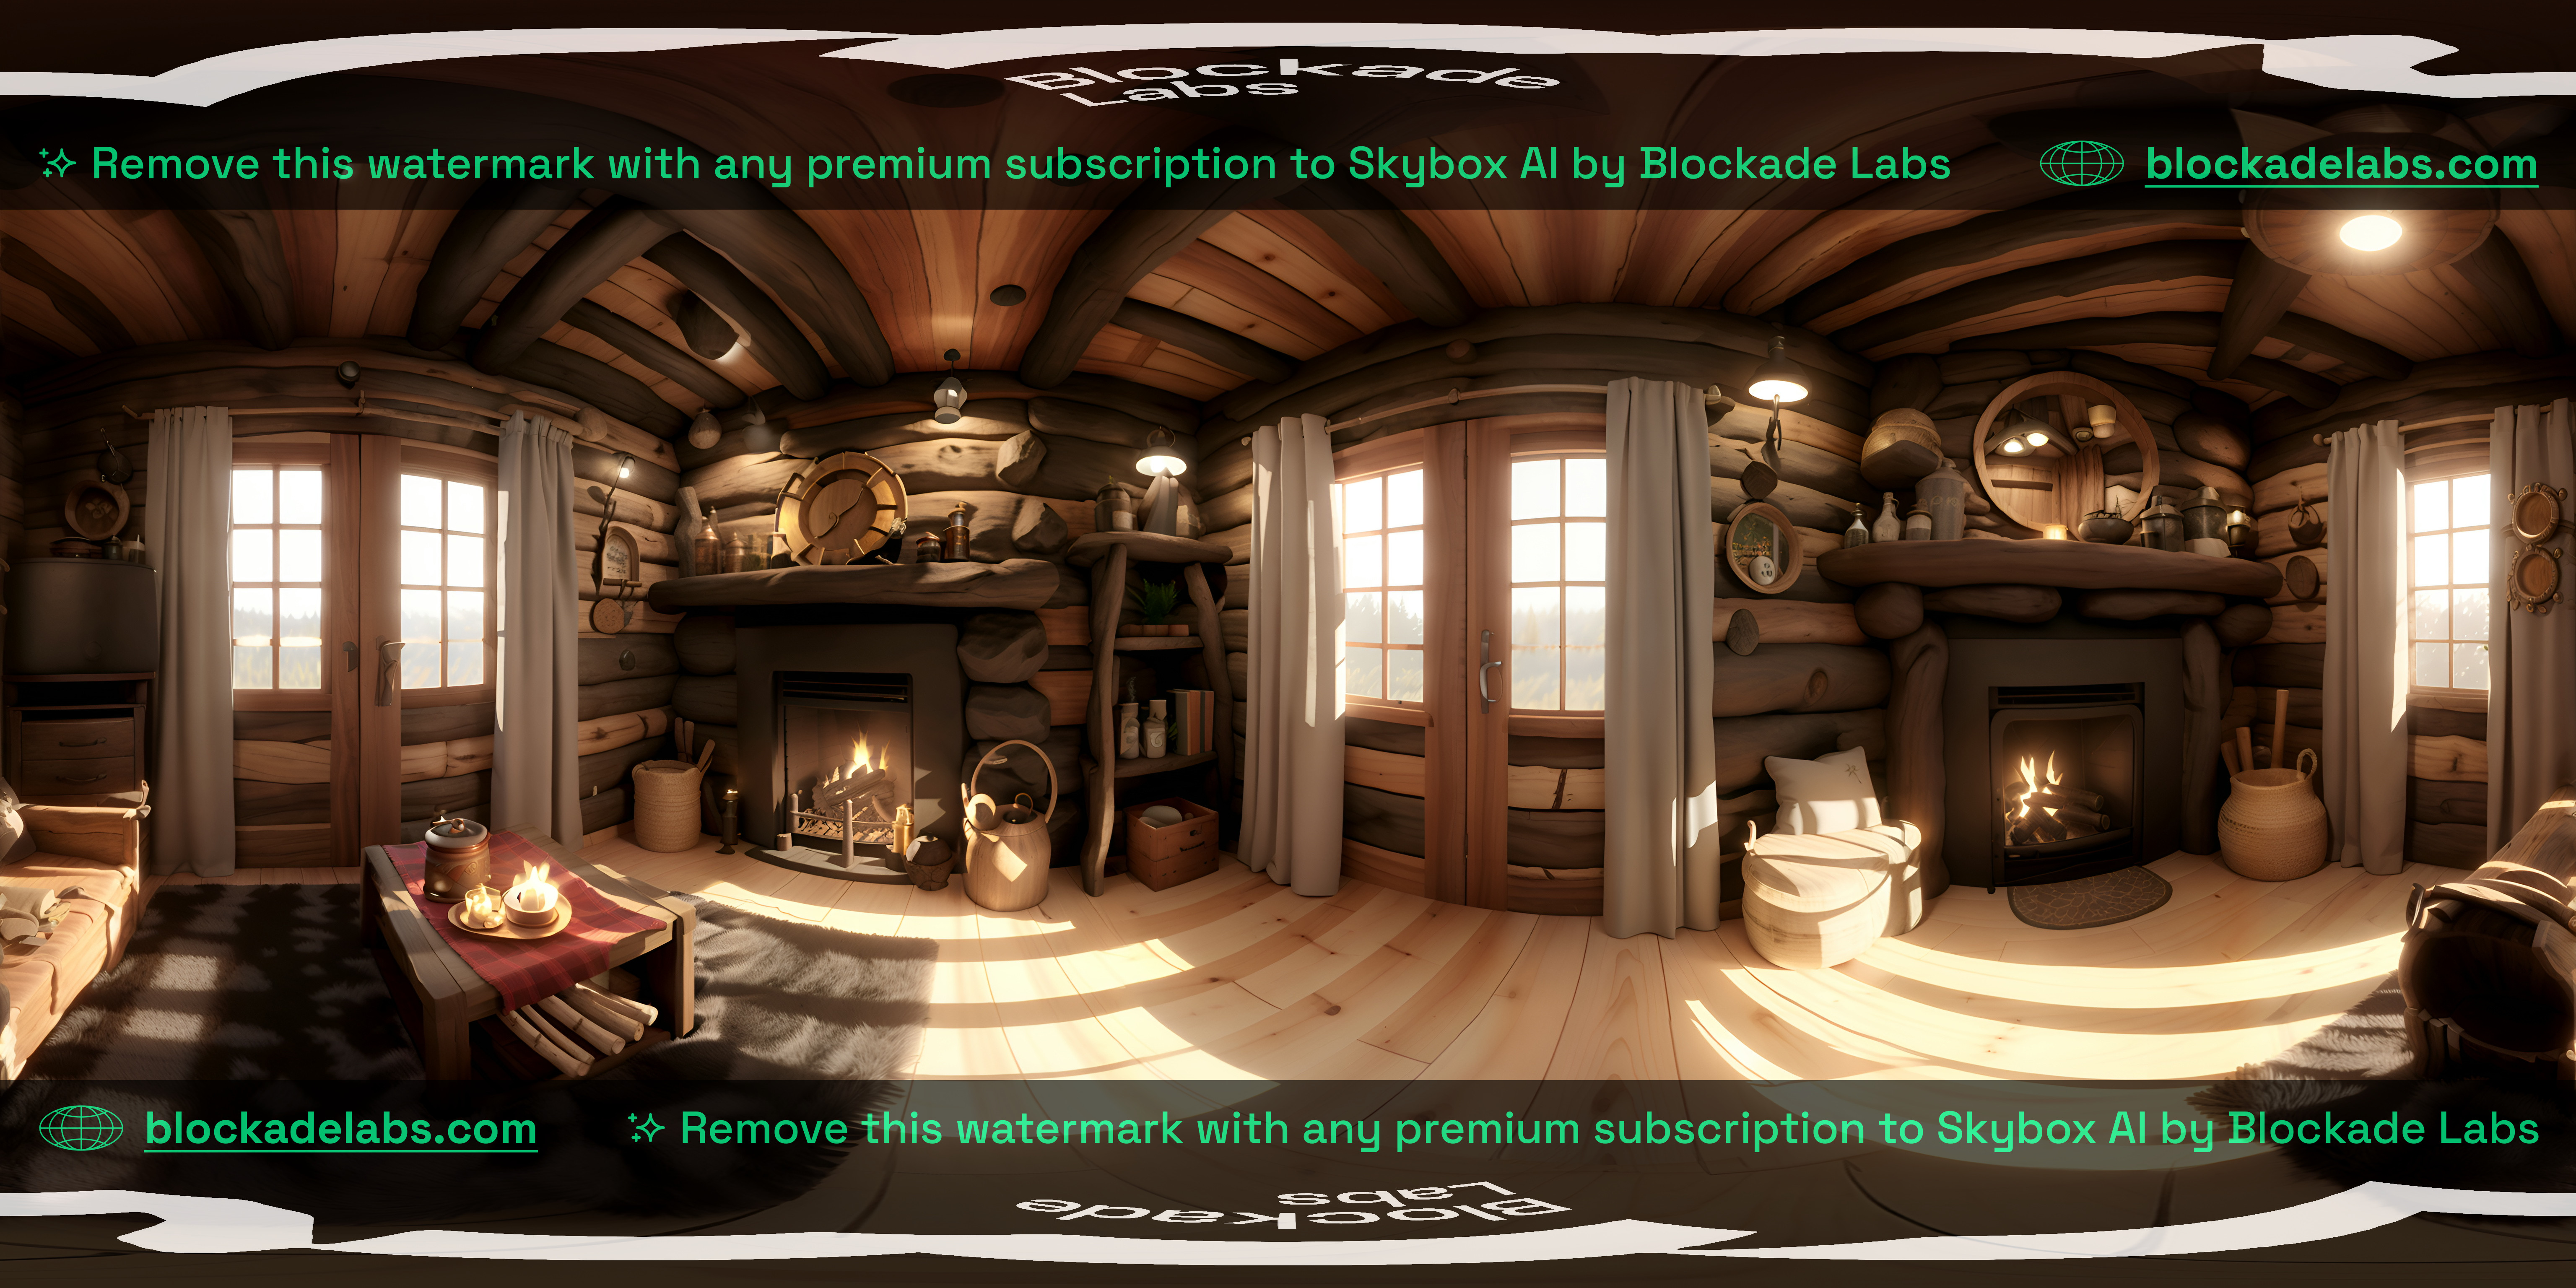 Blockade
Labs
Remove this watermark with any premium subscription to Skybox AI by Blockade Labs
blockadelabs.com
blockadelabs.com
Remove this watermark with any premium subscription to Skybox AI by Blockade Labs
Blockade
Labs